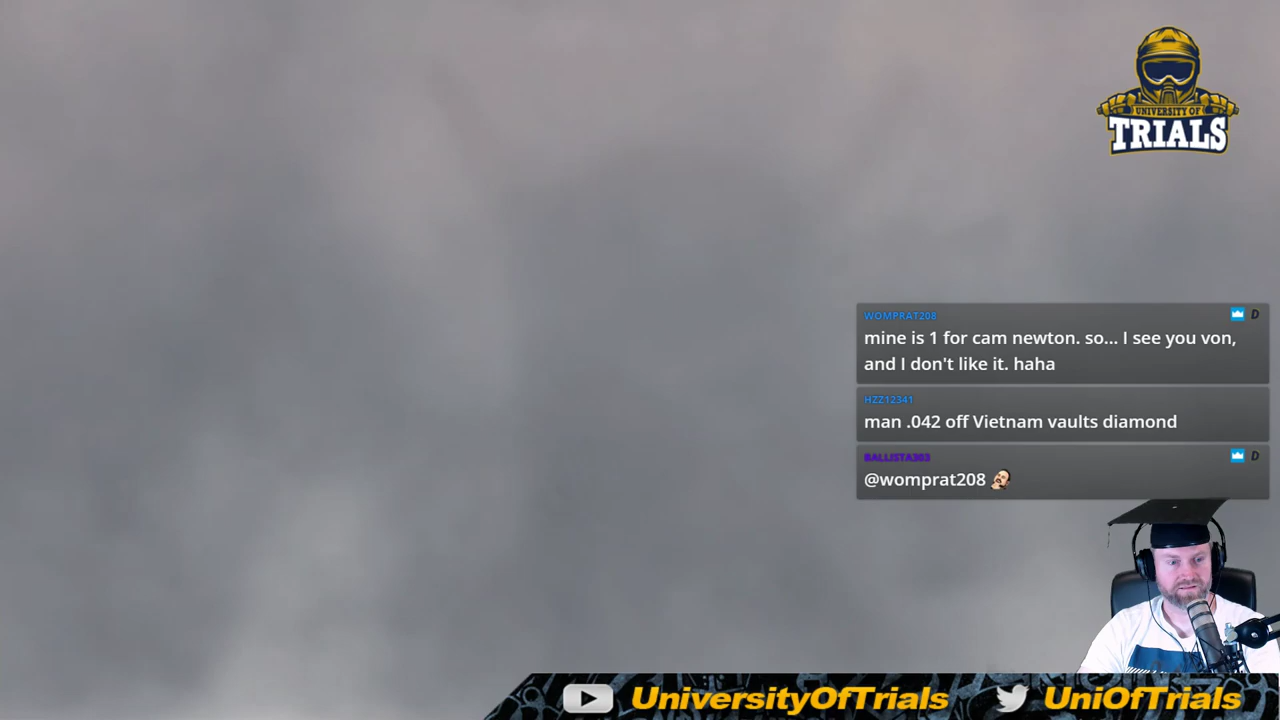 UNIVERSITY OF
TRIALS
WOMPRAT208
D
mine is 1 for cam newton. so... I see you von,
and I don't like it. haha
HZZ12341
man .042 off Vietnam vaults diamond
BALLISTA303
D
@womprat208
UniversityOfTrials
UniOfTrials